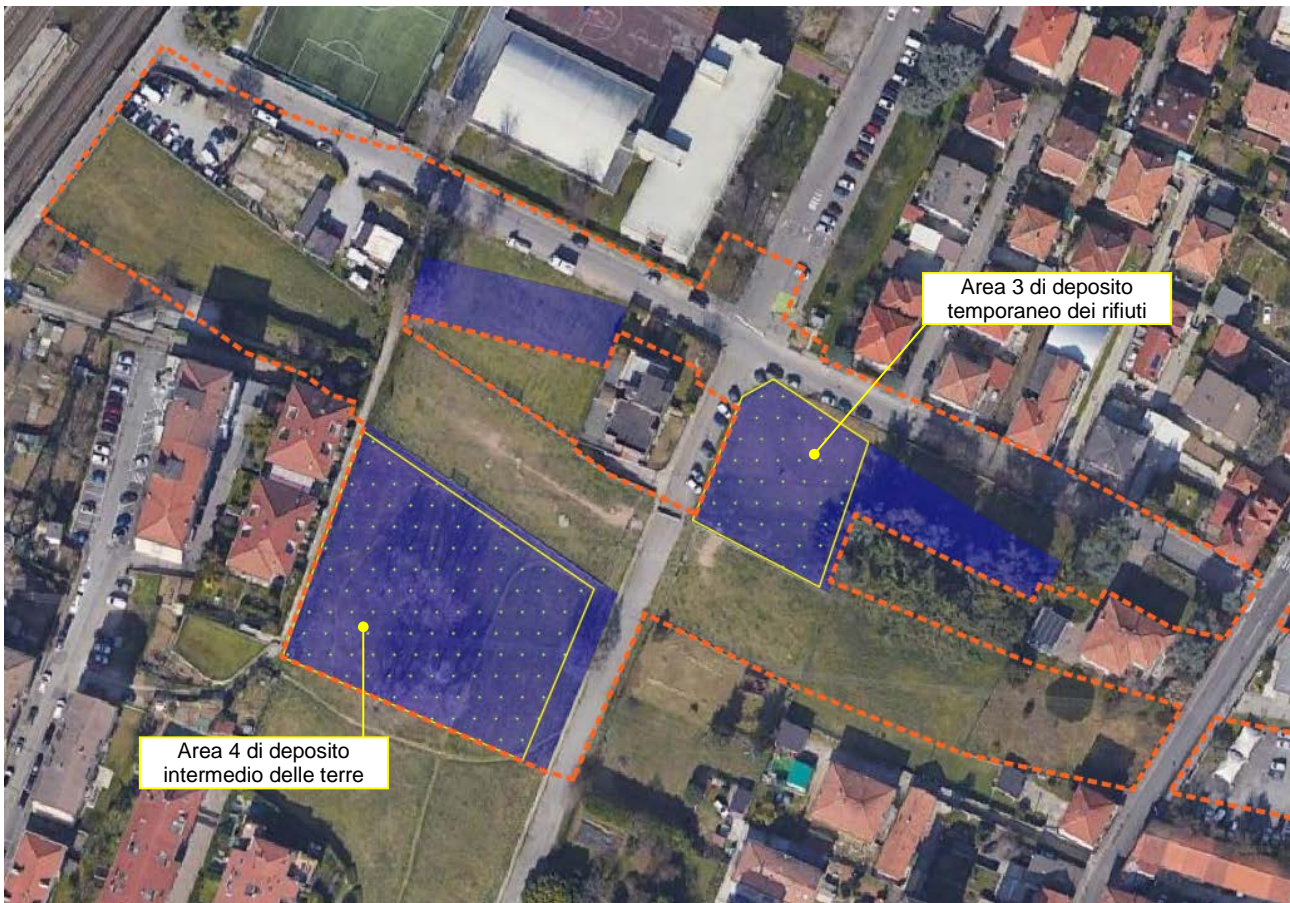 Area 3 di deposito
temporaneo dei rifiuti
Area 4 di deposito
intermedio delle terre